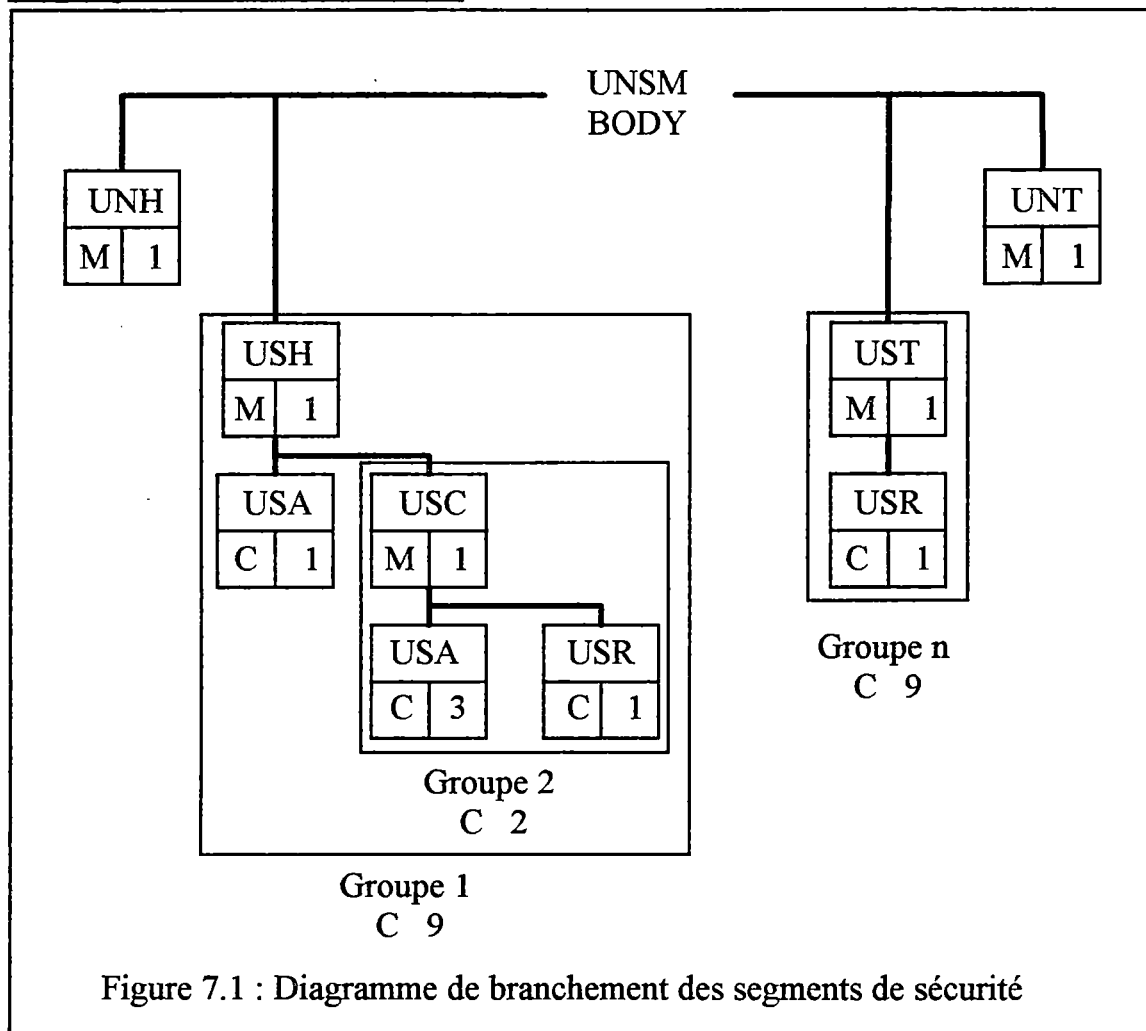 UNSM
BODY
UNH
M 1
UNT
M 1
USH
M 1
UST
M 1
USA
C 1
USC
M 1
USR
C 1
USA
C 3
USR
C 1
Groupe n
C 9
Groupe 2
C 2
Groupe 1
C 9
Figure 7.1 : Diagramme de branchement des segments de sécurité